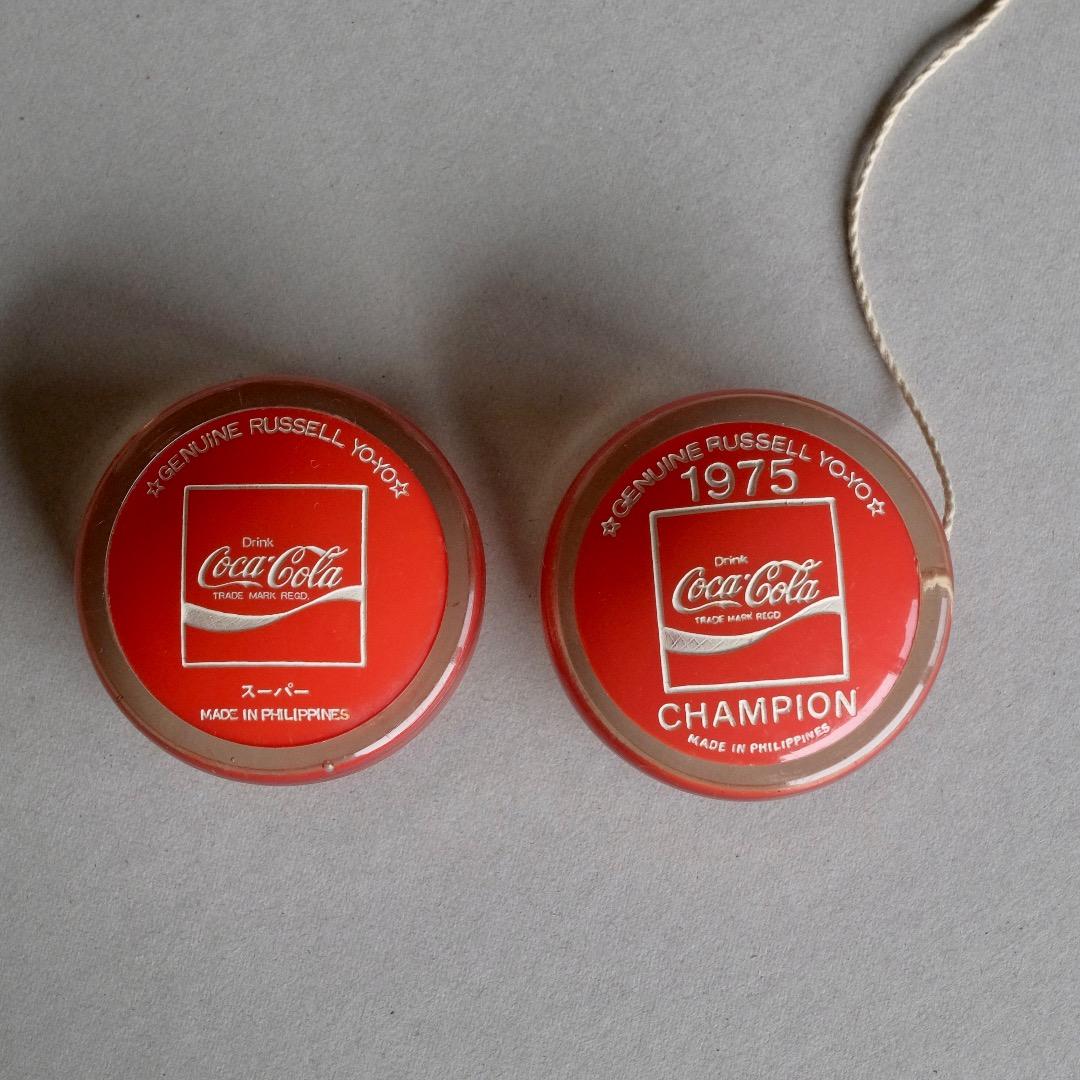 ☆GENUINE RUSSELL YO-YO☆
Drink
Coca-Cola
TRADE MARK REGD.
スーパー
MADE IN PHILIPPINES
☆GENUINE RUSSELL YO-YO☆
1975
Drink
Coca-Cola
TRADE MARK REGD
CHAMPION
MADE IN PHILIPPINES